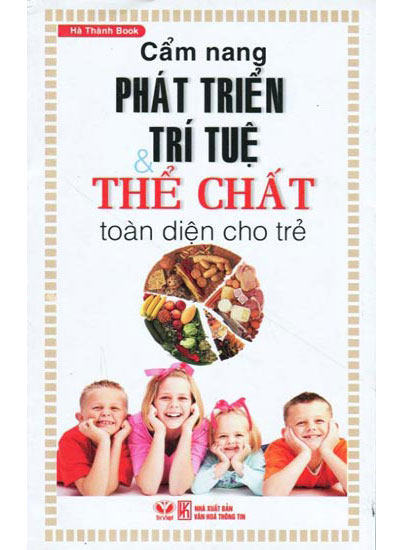 Hà Thành Book
Cẩm nang
PHÁT TRIỂN
TRÍ TUỆ
&
THỂ CHẤT
toàn diện cho trẻ
NHÀ XUẤT BẢN
VĂN HOÁ THÔNG TIN